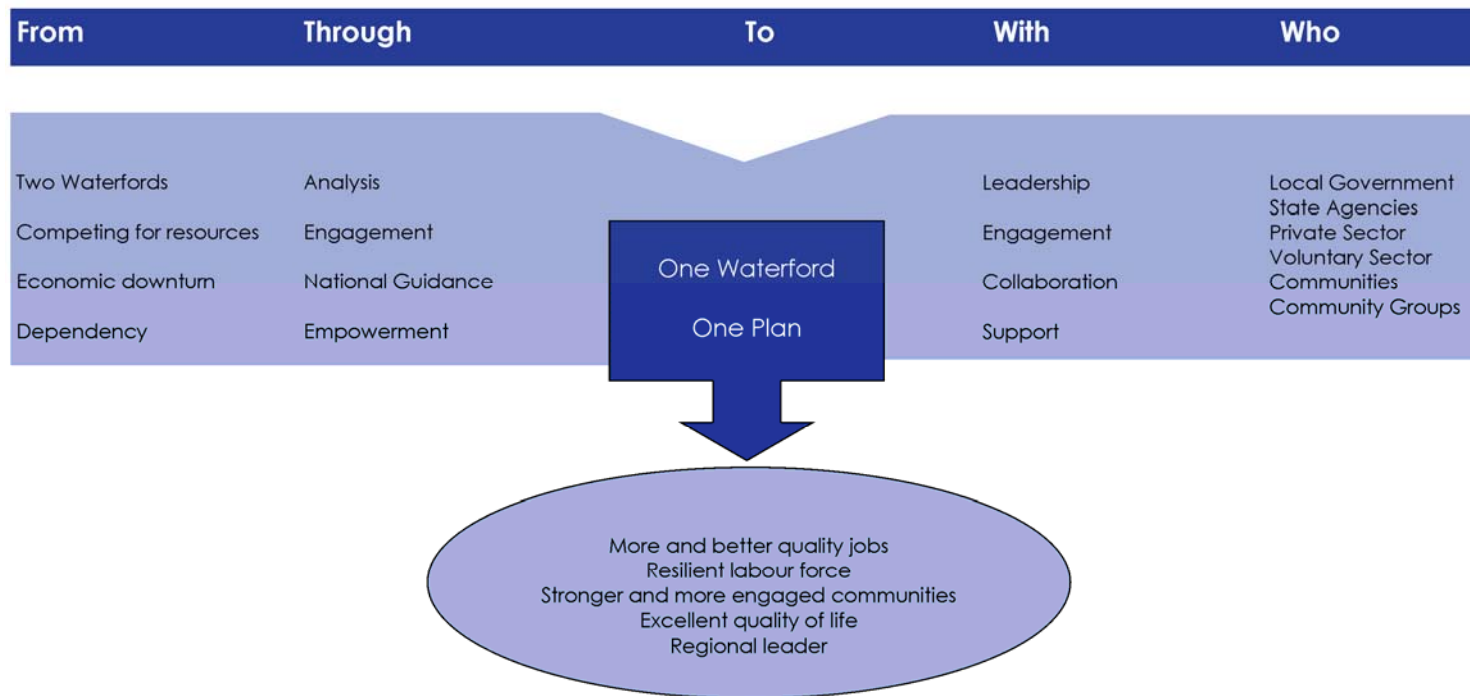 From
Through
To
With
Who
Two Waterfords
Competing for resources
Economic downturn
Dependency
Analysis
Engagement
National Guidance
Empowerment
One Waterford
One Plan
Leadership
Engagement
Collaboration
Support
Local Government
State Agencies
Private Sector
Voluntary Sector
Communities
Community Groups
More and better quality jobs
Resilient labour force
Stronger and more engaged communities
Excellent quality of life
Regional leader